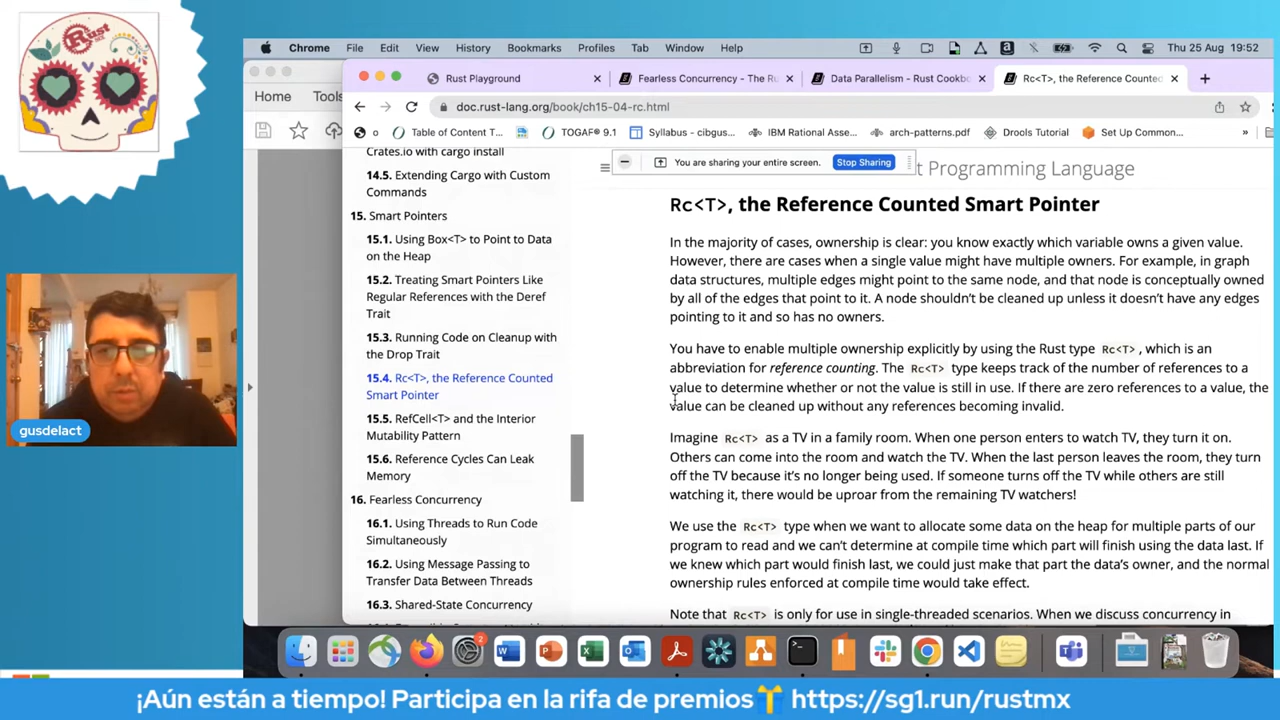 Rust
MX
Chrome File Edit View History Bookmarks Profiles Tab Window Help
Thu 25 Aug 19:52
Home Tools
Rust Playground
Fearless Concurrency - The Ru
Data Parallelism - Rust Cookbo
Rc<T>, the Reference Counted
doc.rust-lang.org/book/ch15-04-rc.html
o
Table of Content T...
TOGAF® 9.1
Syllabus - cibgus...
IBM Rational Asse...
arch-patterns.pdf
Drools Tutorial
Set Up Common...
You are sharing your entire screen.
Stop Sharing
t Programming Language
Crates.io with cargo install
14.5. Extending Cargo with Custom
Commands
15. Smart Pointers
15.1. Using Box<T> to Point to Data
on the Heap
15.2. Treating Smart Pointers Like
Regular References with the Deref
Trait
15.3. Running Code on Cleanup with
the Drop Trait
15.4. Rc<T>, the Reference Counted
Smart Pointer
15.5. RefCell<T> and the Interior
Mutability Pattern
15.6. Reference Cycles Can Leak
Memory
16. Fearless Concurrency
16.1. Using Threads to Run Code
Simultaneously
16.2. Using Message Passing to
Transfer Data Between Threads
16.3. Shared-State Concurrency
Rc<T>, the Reference Counted Smart Pointer
In the majority of cases, ownership is clear: you know exactly which variable owns a given value.
However, there are cases when a single value might have multiple owners. For example, in graph
data structures, multiple edges might point to the same node, and that node is conceptually owned
by all of the edges that point to it. A node shouldn't be cleaned up unless it doesn't have any edges
pointing to it and so has no owners.
You have to enable multiple ownership explicitly by using the Rust type Rc<T>, which is an
abbreviation for reference counting. The Rc<T> type keeps track of the number of references to a
value to determine whether or not the value is still in use. If there are zero references to a value, the
value can be cleaned up without any references becoming invalid.
Imagine Rc<T> as a TV in a family room. When one person enters to watch TV, they turn it on.
Others can come into the room and watch the TV. When the last person leaves the room, they turn
off the TV because it's no longer being used. If someone turns off the TV while others are still
watching it, there would be uproar from the remaining TV watchers!
We use the Rc<T> type when we want to allocate some data on the heap for multiple parts of our
program to read and we can't determine at compile time which part will finish using the data last. If
we knew which part would finish last, we could just make that part the data's owner, and the normal
ownership rules enforced at compile time would take effect.
Note that Rc<T> is only for use in single-threaded scenarios. When we discuss concurrency in
gusdelact
¡Aún están a tiempo! Participa en la rifa de premios https://sg1.run/rustmx